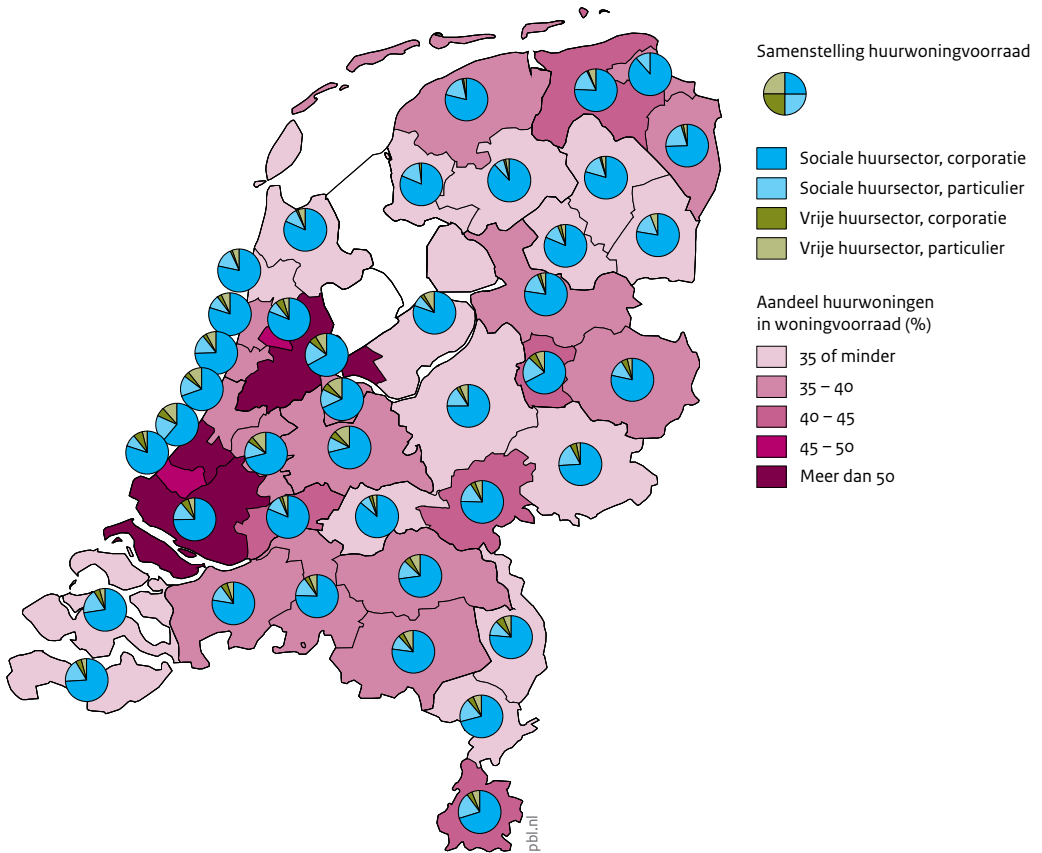 Samenstelling huurwoningvoorraad
Sociale huursector, corporatie
Sociale huursector, particulier
Vrije huursector, corporatie
Vrije huursector, particulier
Aandeel huurwoningen
in woningvoorraad (%)
35 of minder
35 – 40
40 – 45
45 – 50
Meer dan 50
pbl.nl